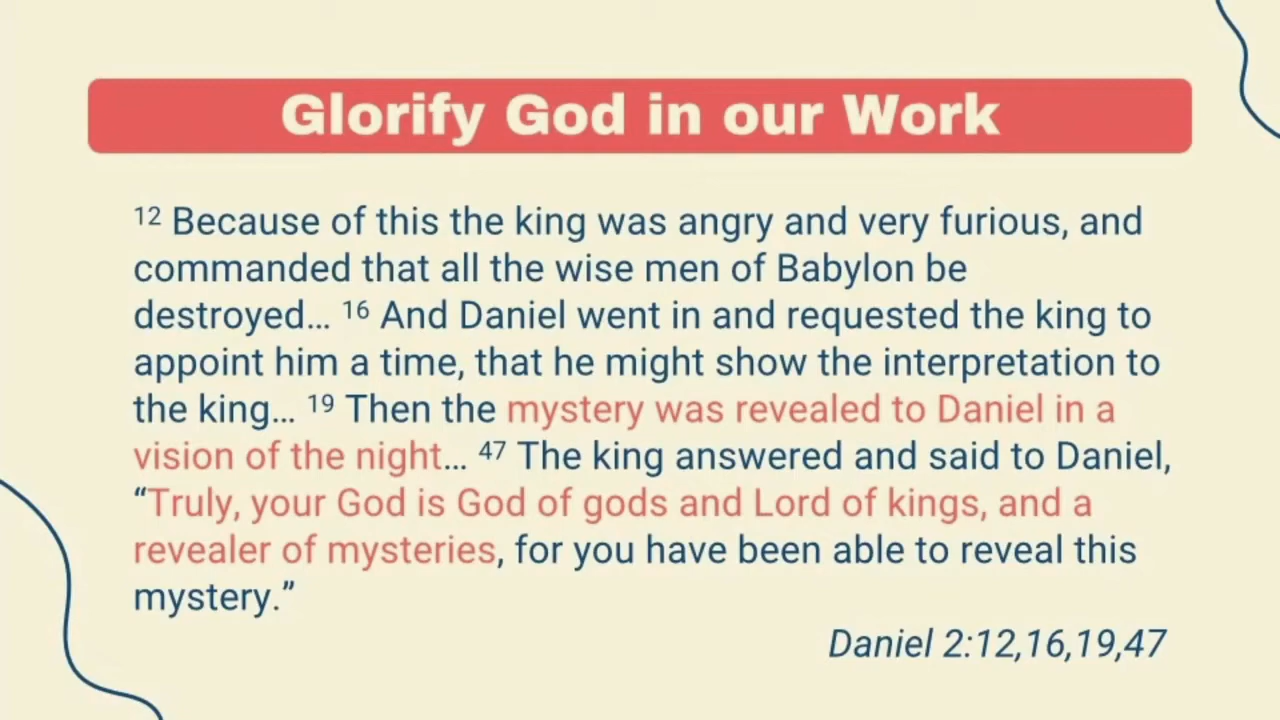 Glorify God in our Work
12 Because of this the king was angry and very furious, and
commanded that all the wise men of Babylon be
destroyed... 16 And Daniel went in and requested the king to
appoint him a time, that he might show the interpretation to
the king... 19 Then the mystery was revealed to Daniel in a
vision of the night... 47 The king answered and said to Daniel,
“Truly, your God is God of gods and Lord of kings, and a
revealer of mysteries, for you have been able to reveal this
mystery.”
Daniel 2:12,16,19,47